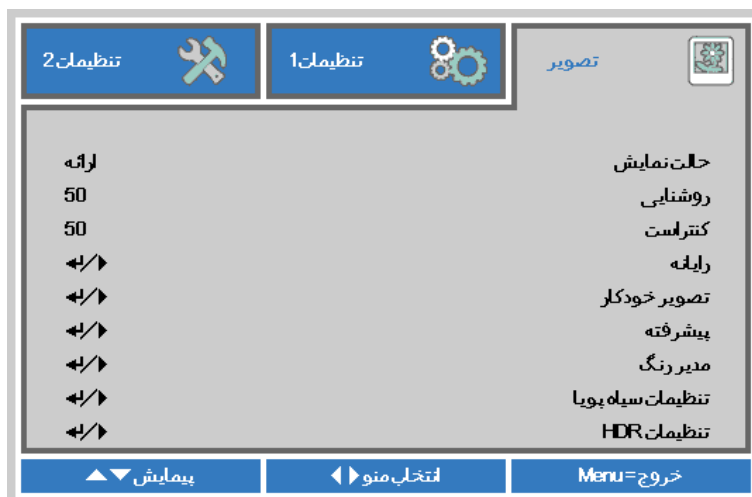 تصویر
تنظیمات1
تنظیمات2
حالت نمایش ارائه
روشنایی 50
کنتراست 50
رایانه ↵/▶
تصویر خودکار ↵/▶
پیشرفته ↵/▶
مدیر رنگ ↵/▶
تنظیمات سیاه پویا ↵/▶
تنظیمات HDR ↵/▶
خروج=Menu
انتخاب منو ◀▶
پیمایش ▼▲